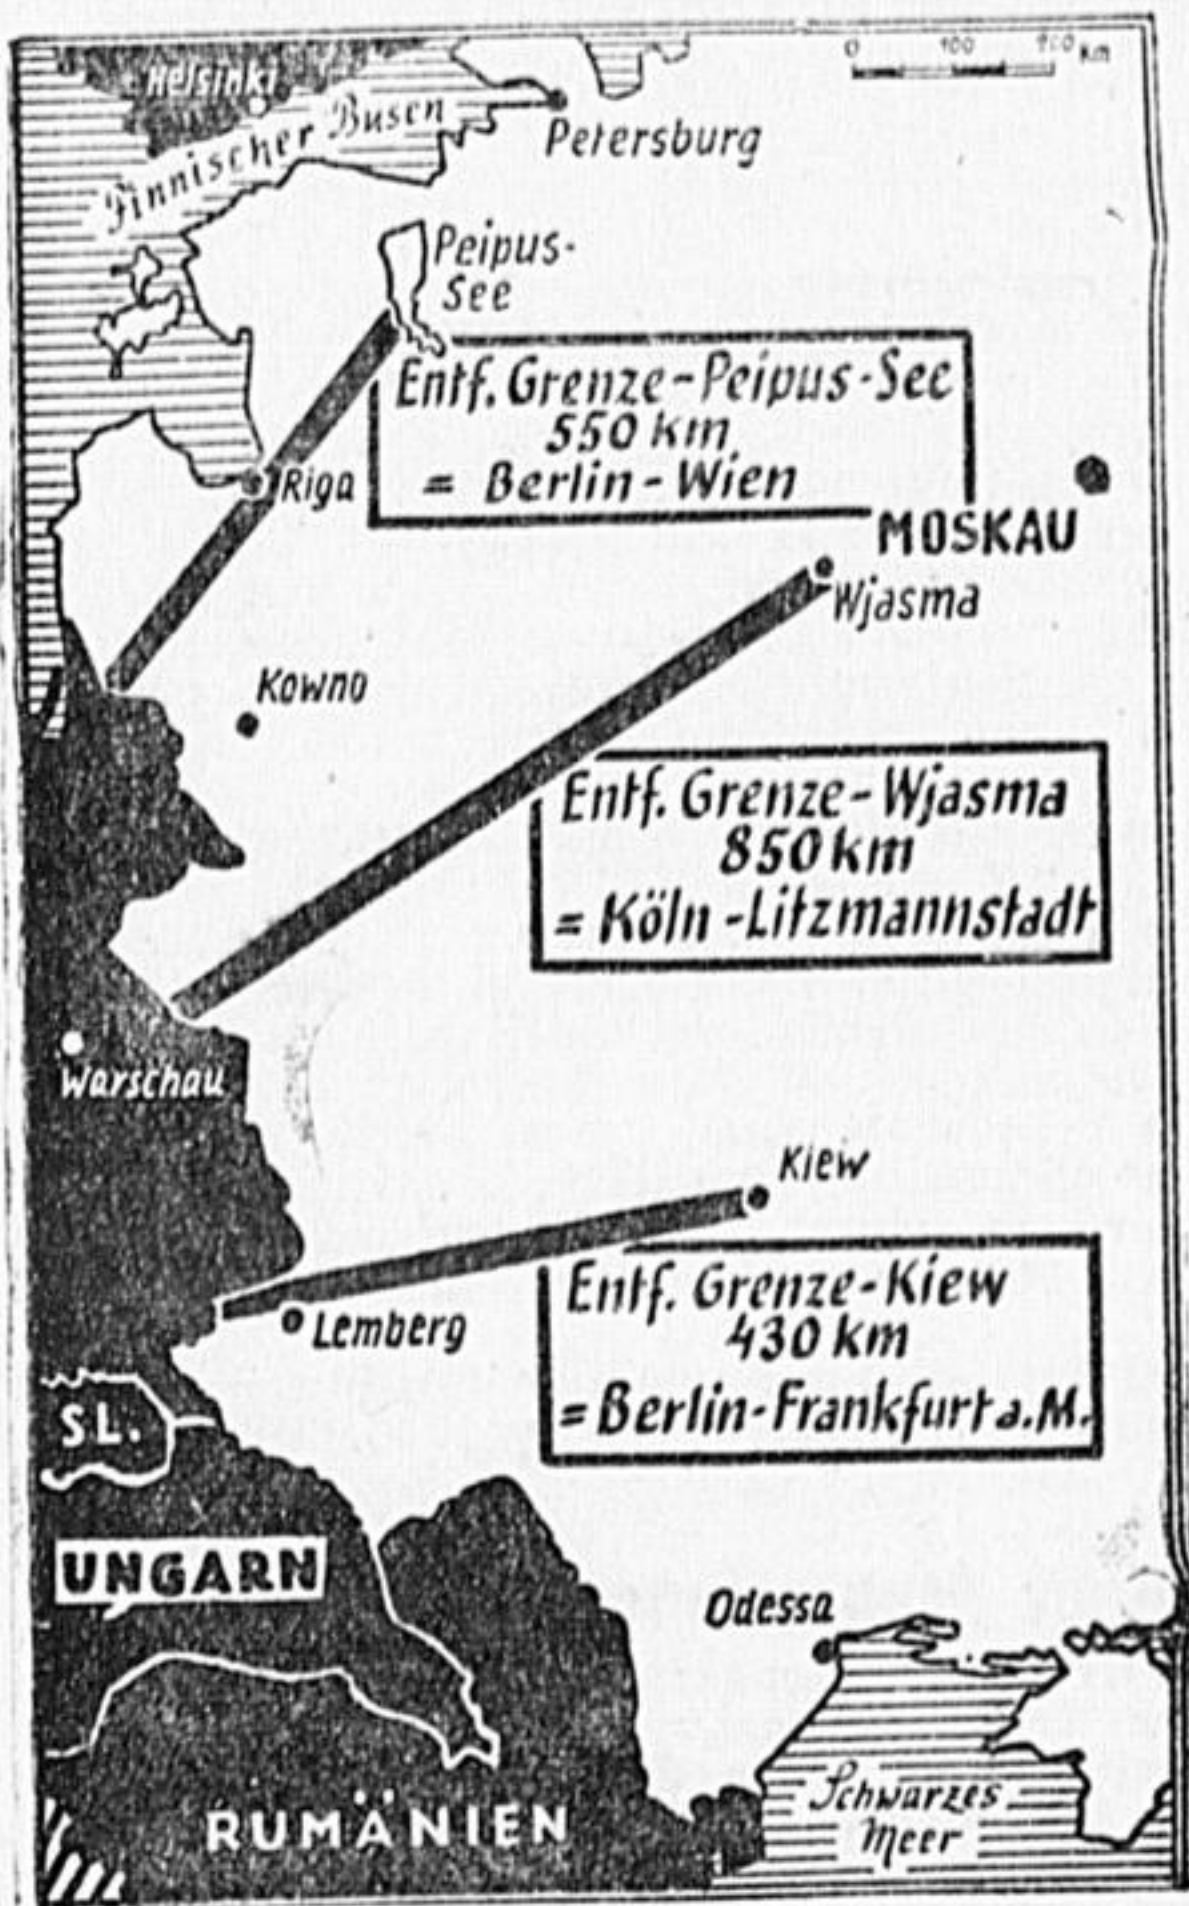 Helsinki
Finnischer Busen
0 100 200 km
Petersburg
Peipus-
See
Entf. Grenze-Peipus-See
550 km
= Berlin-Wien
Riga
MOSKAU
Wjasma
Kowno
Entf. Grenze-Wjasma
850 km
= Köln-Litzmannstadt
Warschau
Kiew
Entf. Grenze-Kiew
430 km
= Berlin-Frankfurt a.M.
Lemberg
SL.
UNGARN
Odessa
RUMÄNIEN
Schwarzes
Meer